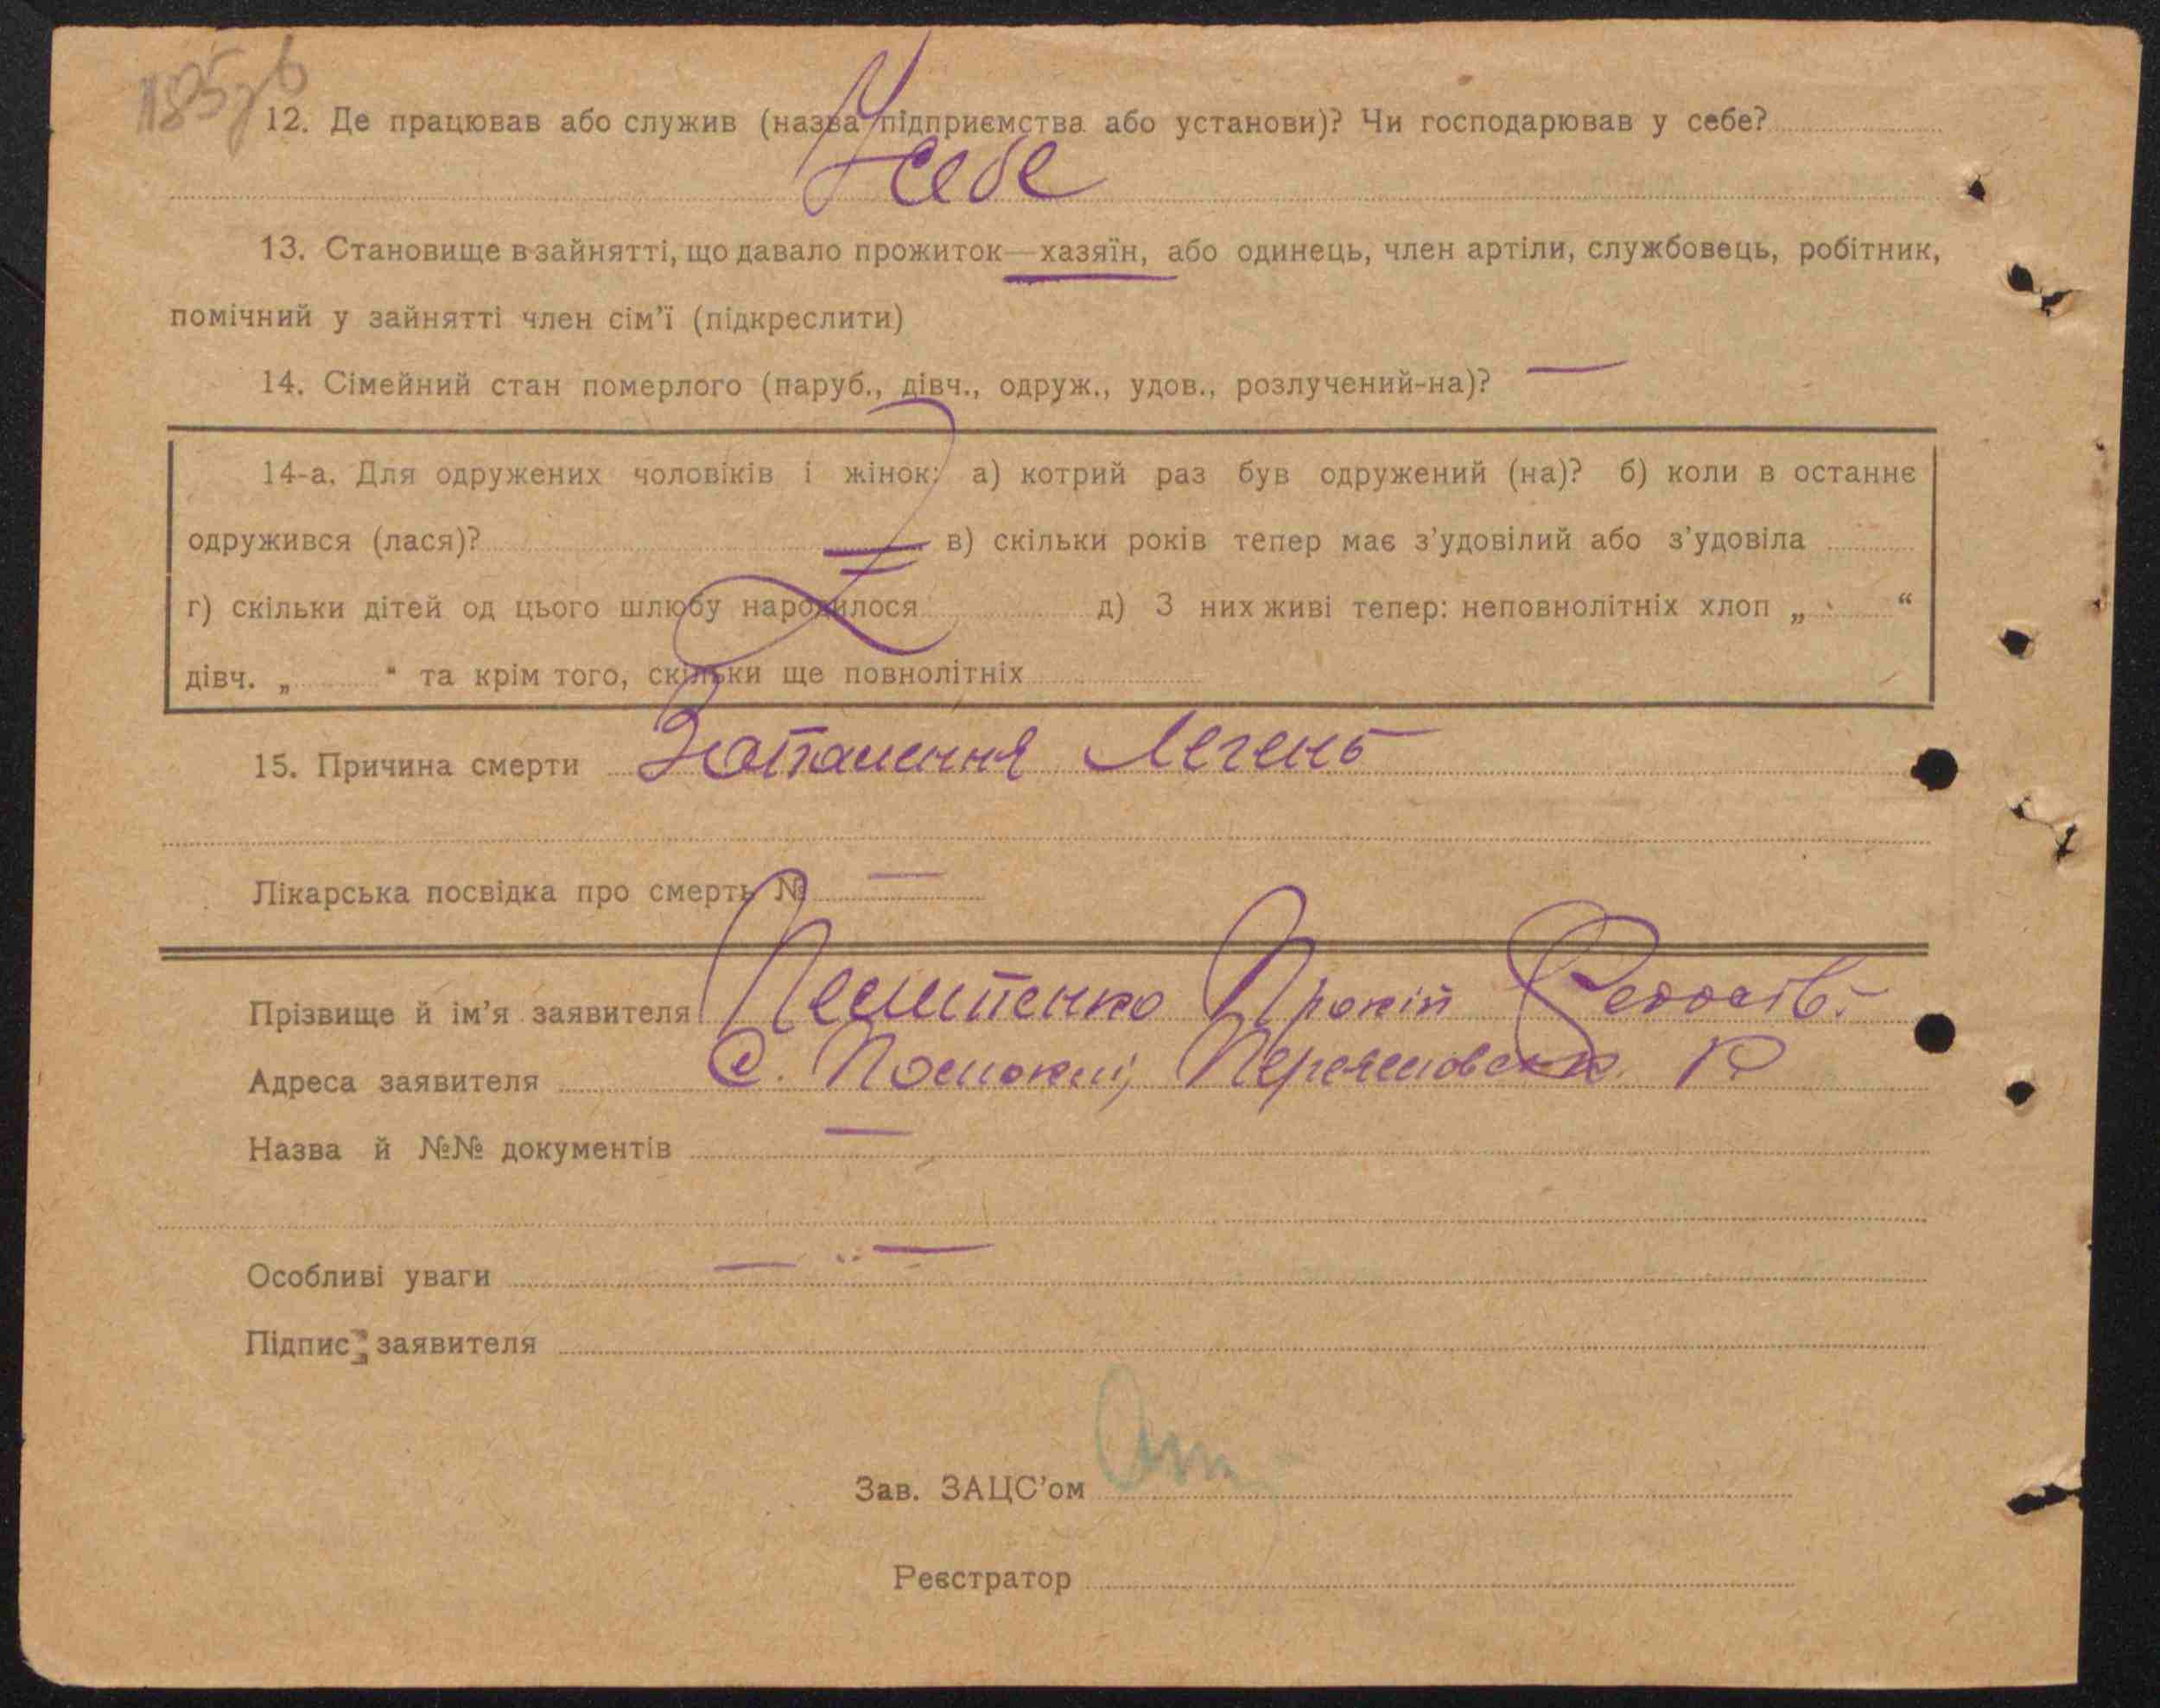 12. Де працював або служив (назва підприємства або установи)? Чи господарював у себе?
У себе
13. Становище в зайнятті, що давало прожиток—хазяїн, або одинець, член артіли, службовець, робітник,
помічний у зайнятті член сім’ї (підкреслити)
14. Сімейний стан померлого (паруб., дівч., одруж., удов., розлучений-на)? —
14-а. Для одружених чоловіків і жінок: а) котрий раз був одружений (на)? б) коли в останнє
одружився (лася)? в) скільки років тепер має з’удовілий або з’удовіла
г) скільки дітей од цього шлюбу народилося д) З них живі тепер: неповнолітніх хлоп „ “
дівч. „ “ та крім того, скільки ще повнолітніх
15. Причина смерти Запалення Легень
Лікарська посвідка про смерть № —
Прізвище й ім’я заявителя Прокіп
Адреса заявителя С.
Назва й №№ документів —
Особливі уваги — „ —
Підпис заявителя
Зав. ЗАЦС’ом
Реєстратор